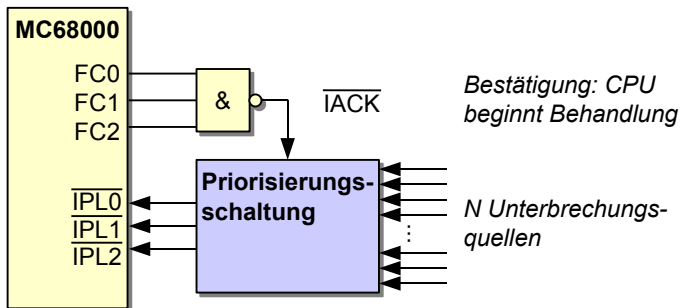 MC68000
FC0
FC1
FC2
&
IACK
Bestätigung: CPU
beginnt Behandlung
IPL0
IPL1
IPL2
Priorisierungs-
schaltung
N Unterbrechungs-
quellen
...